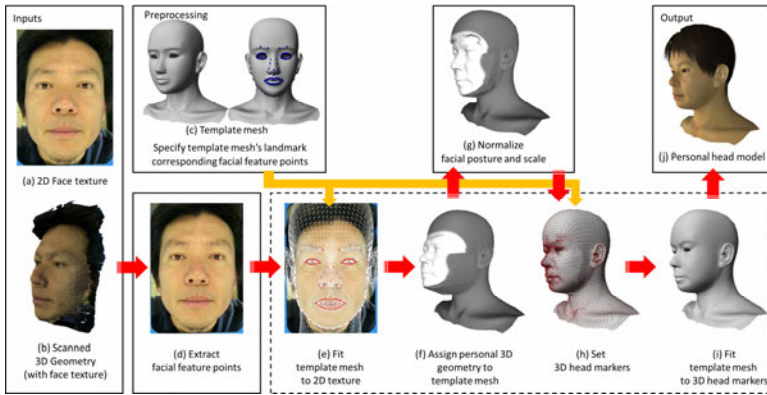 Inputs
(a) 2D Face texture
(b) Scanned
3D Geometry
(with face texture)
Preprocessing
(c) Template mesh
Specify template mesh's landmark
corresponding facial feature points
(d) Extract
facial feature points
(e) Fit
template mesh
to 2D texture
(f) Assign personal 3D
geometry to
template mesh
(g) Normalize
facial posture and scale
(h) Set
3D head markers
(i) Fit
template mesh
to 3D head markers
Output
(j) Personal head model